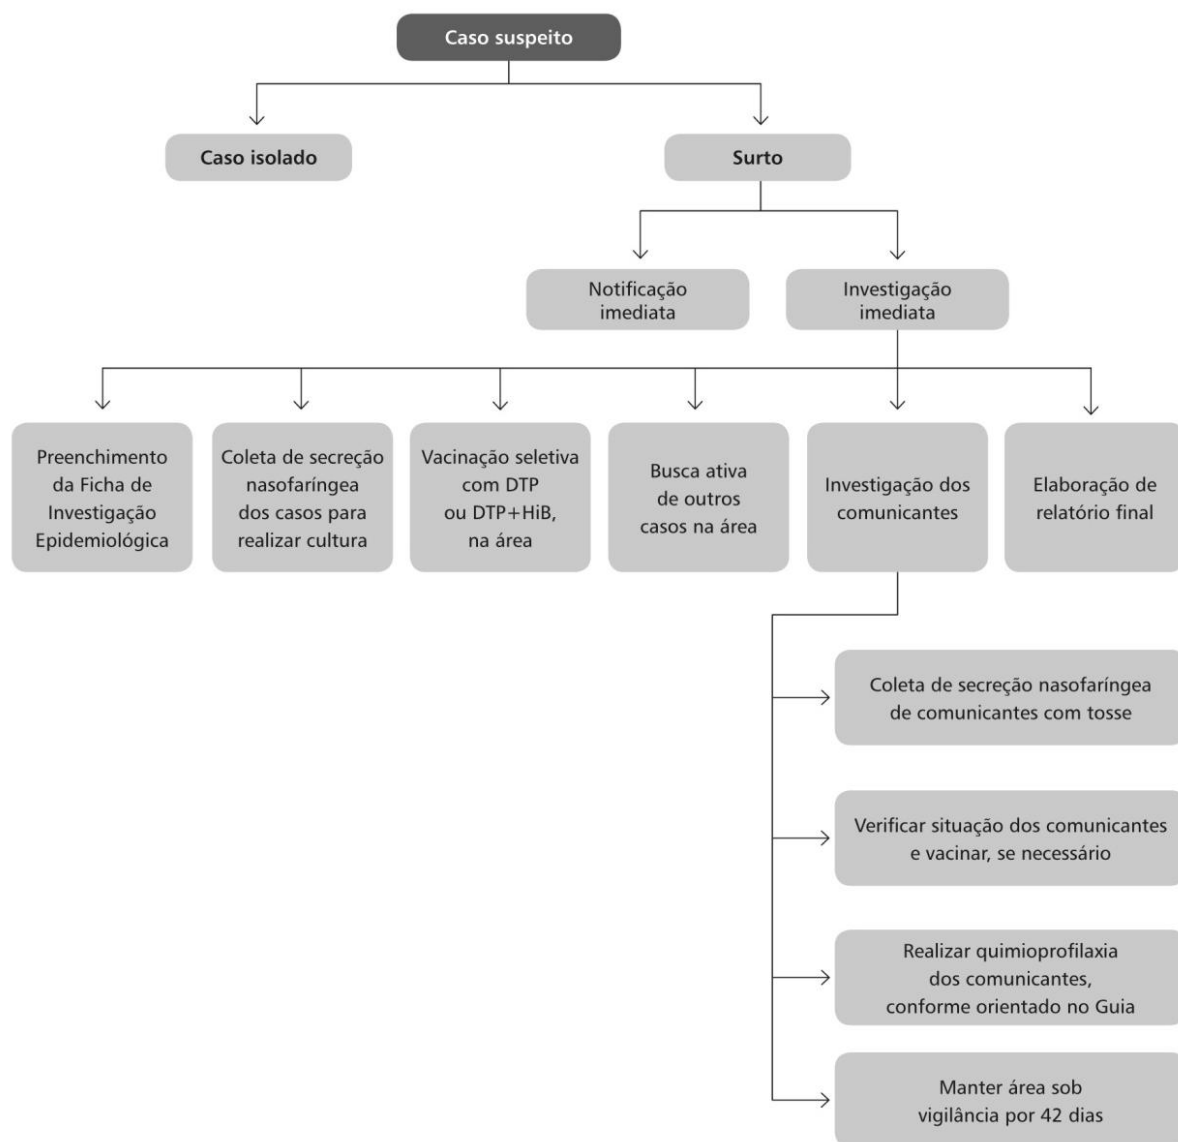 Caso suspeito
Caso isolado
Surto
Notificação
imediata
Investigação
imediata
Preenchimento
da Ficha de
Investigação
Epidemiológica
Coleta de secreção
nasofaríngea
dos casos para
realizar cultura
Vacinação seletiva
com DTP
ou DTP+HiB,
na área
Busca ativa
de outros
casos na área
Investigação dos
comunicantes
Elaboração de
relatório final
Coleta de secreção nasofaríngea
de comunicantes com tosse
Verificar situação dos comunicantes
e vacinar, se necessário
Realizar quimioprofilaxia
dos comunicantes,
conforme orientado no Guia
Manter área sob
vigilância por 42 dias